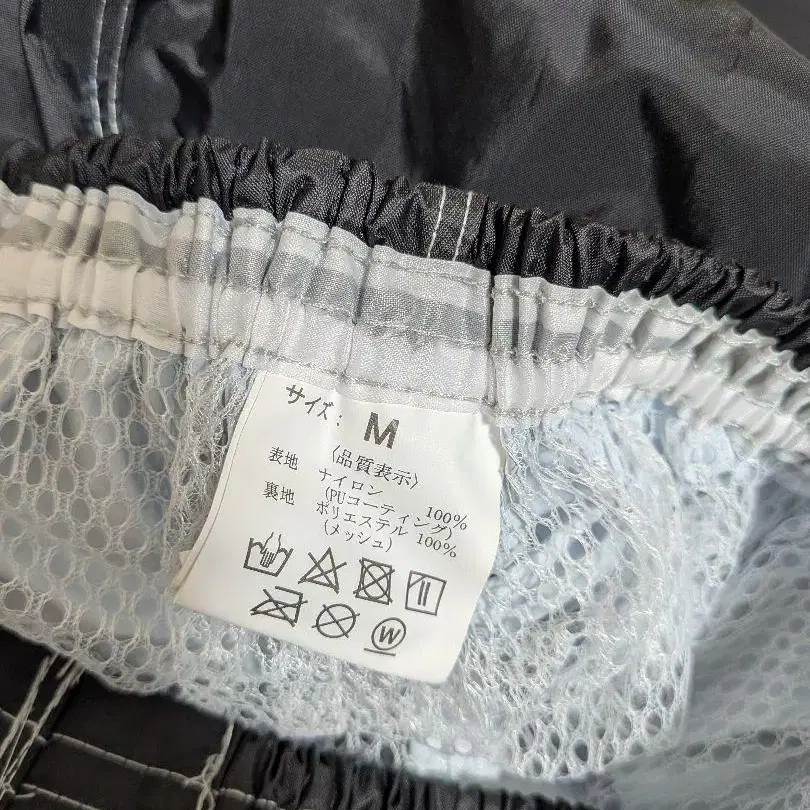 サイズ: M
〈品質表示〉
表地 ナイロン 100%
(PUコーティング)
裏地 ポリエステル 100%
(メッシュ)
W